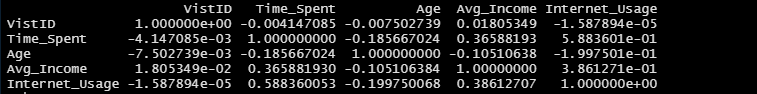 VistID Time_Spent Age Avg_Income Internet_Usage
VistID 1.000000e+00 -0.004147085 -0.007502739 0.01805349 -1.587894e-05
Time_Spent -4.147085e-03 1.000000000 -0.185667024 0.36588193 5.883601e-01
Age -7.502739e-03 -0.185667024 1.000000000 -0.10510638 -1.997501e-01
Avg_Income 1.805349e-02 0.365881930 -0.105106384 1.00000000 3.861271e-01
Internet_Usage -1.587894e-05 0.588360053 -0.199750068 0.38612707 1.000000e+00